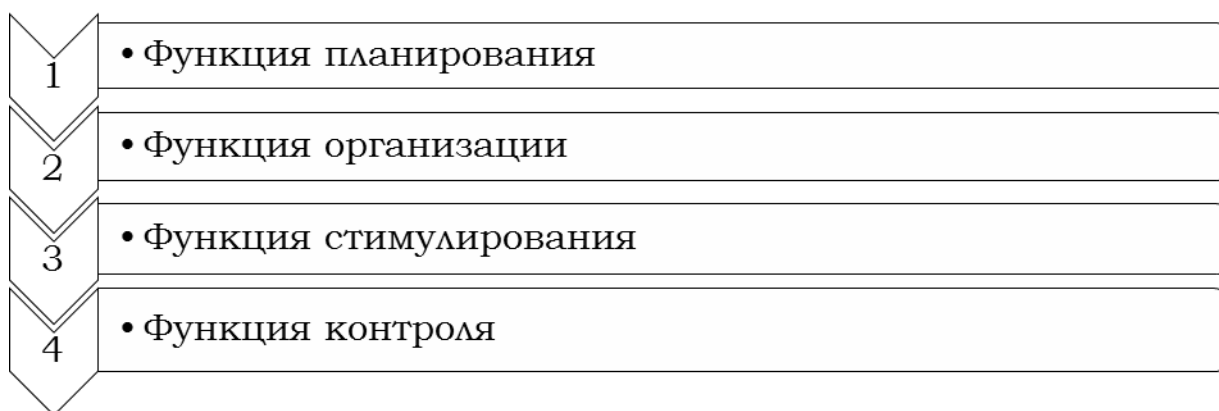 1
• Функция планирования
2
• Функция организации
3
• Функция стимулирования
4
• Функция контроля